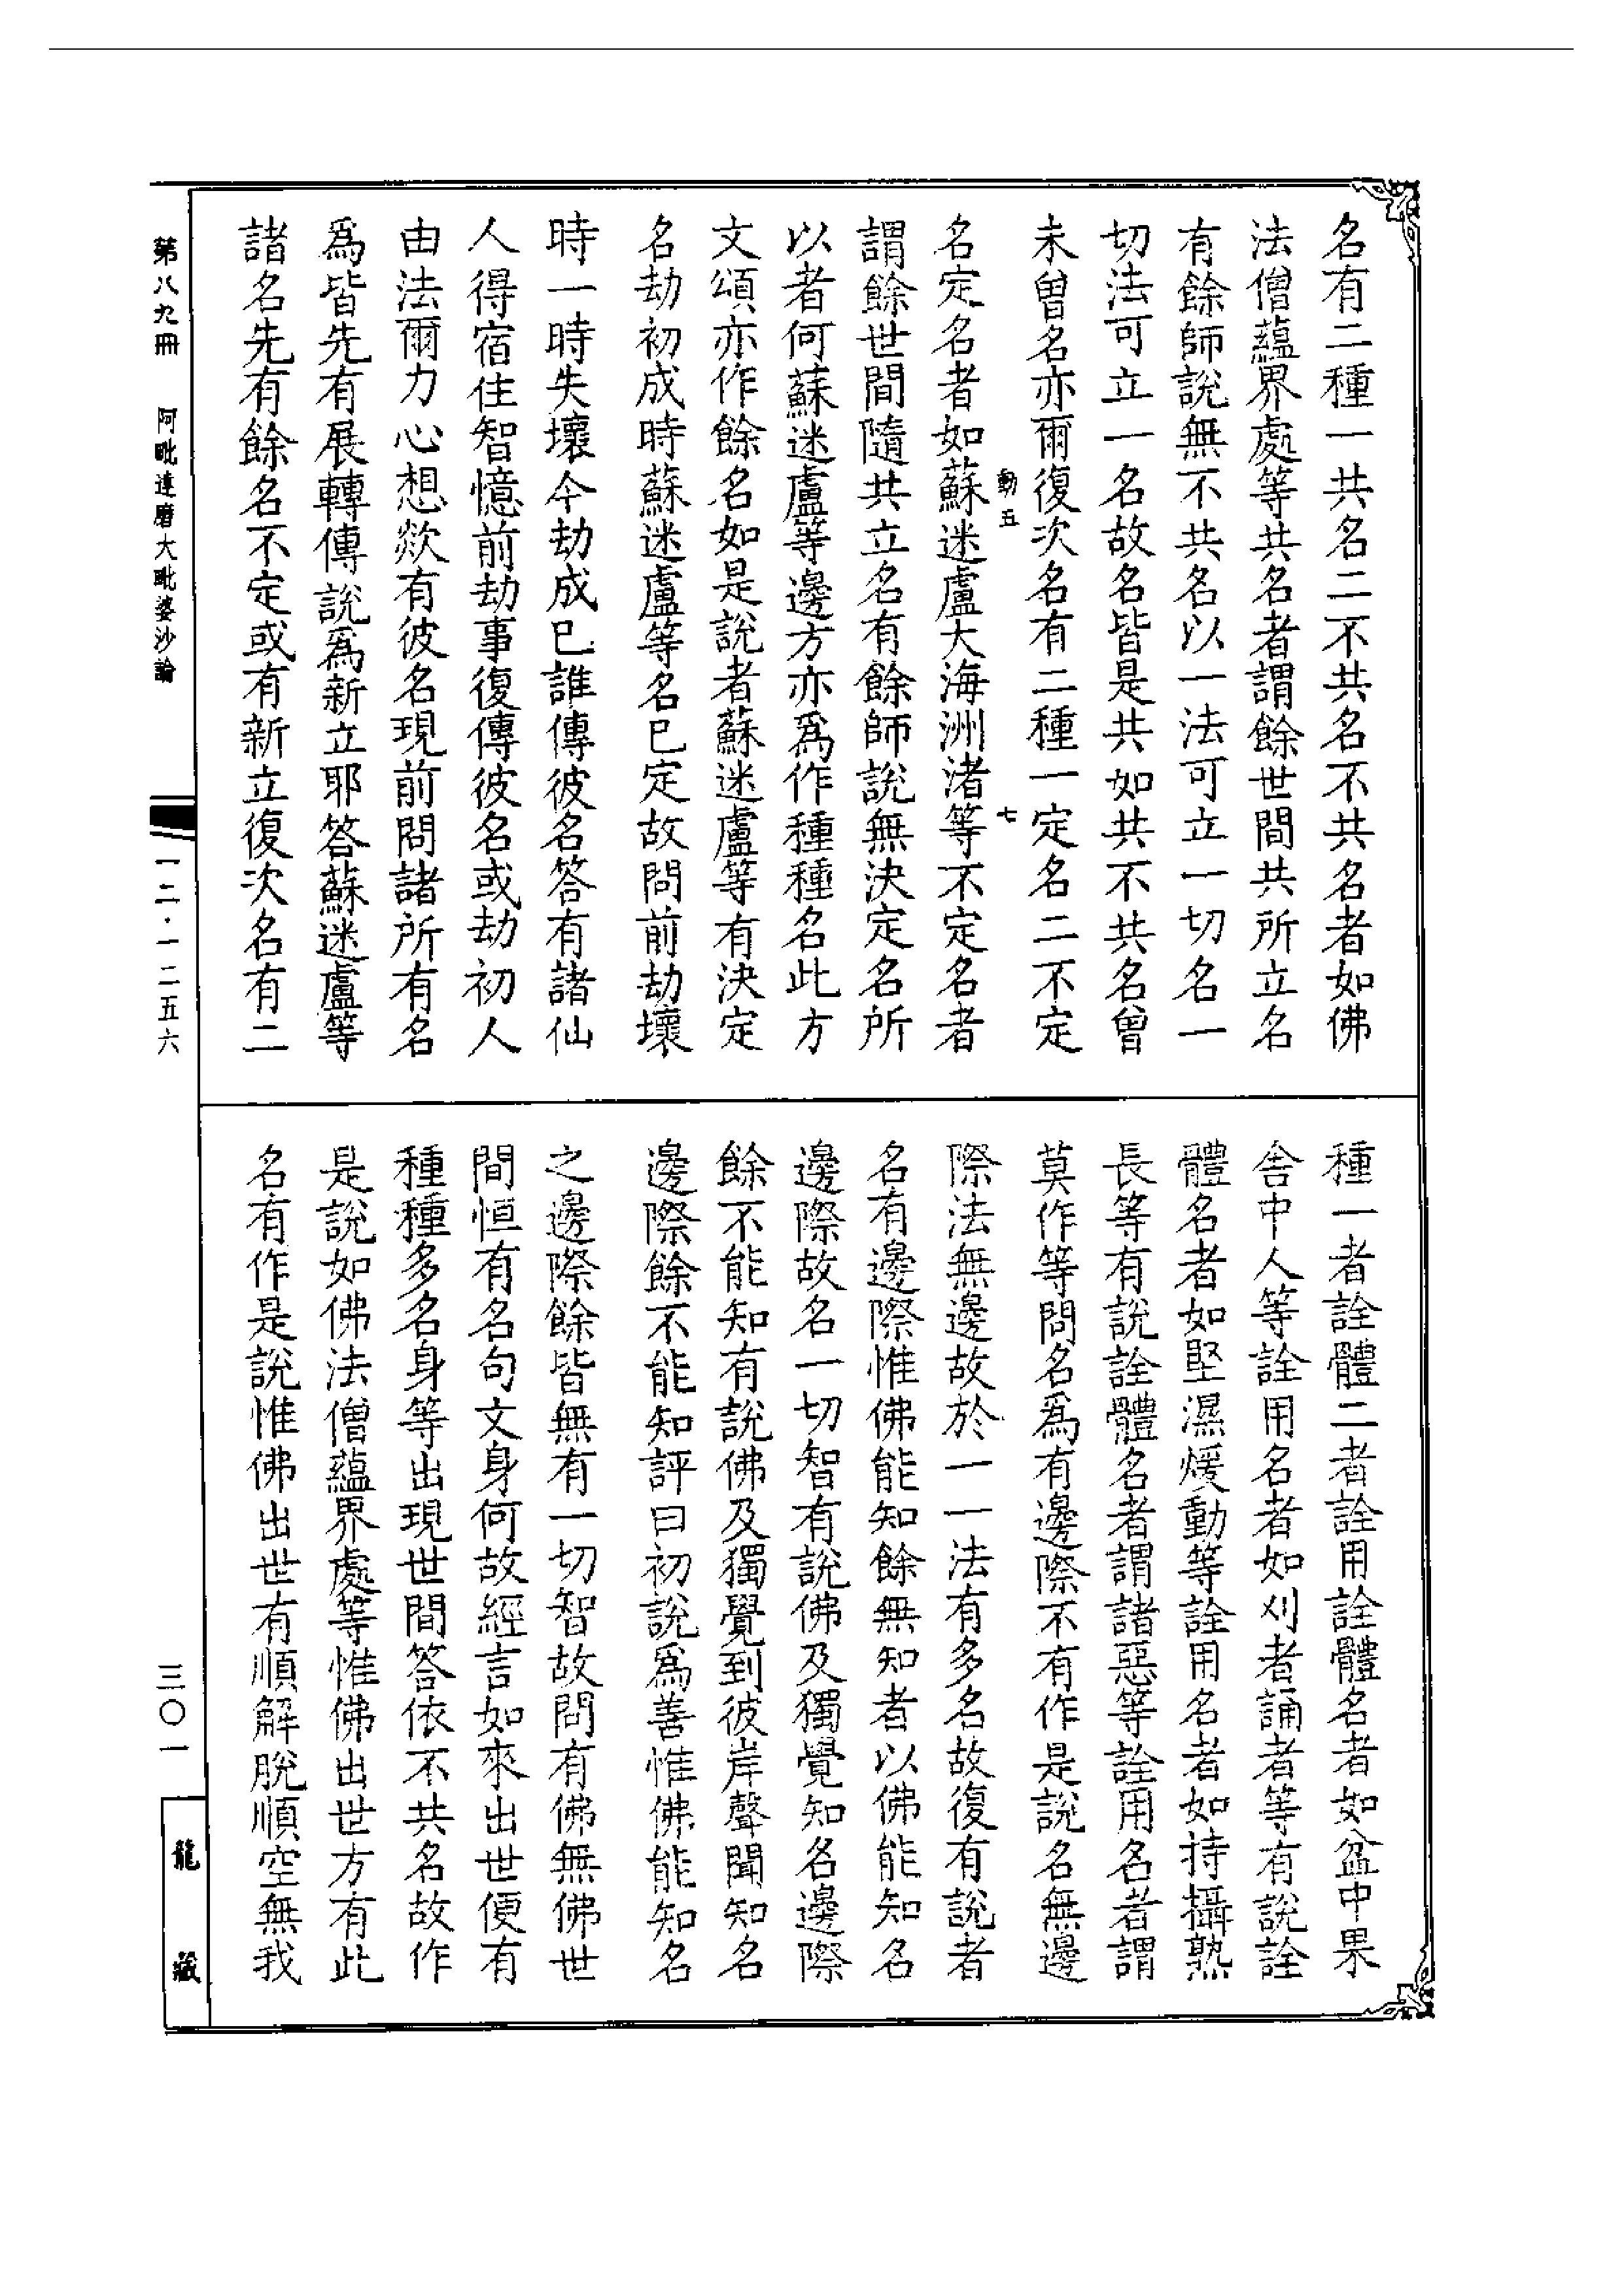 名有二種一共名二不共名不共名者如佛
法僧蘊界處等共名者謂餘世間共所立名
有餘師說無不共名以一法可立一切名一
切法可立一名故名皆是共如共不共名曾
未曾名亦爾復次名有二種一定名二不定
動五 七
名定名者如蘇迷盧大海洲渚等不定名者
謂餘世間隨共立名有餘師說無決定名所
以者何蘇迷盧等邊方亦爲作種種名此方
文頌亦作餘名如是說者蘇迷盧等有決定
名劫初成時蘇迷盧等名已定故問前劫壞
時一時失壞今劫成已誰傳彼名答有諸仙
人得宿住智憶前劫事復傳彼名或劫初人
由法爾力心想欻有彼名現前問諸所有名
爲皆先有展轉傳說爲新立耶答蘇迷盧等
諸名先有餘名不定或有新立復次名有二
種一者詮體二者詮用詮體名者如盆中果
舍中人等詮用名者如刈者誦者等有說詮
體名者如堅濕煖動等詮用名者如持攝熟
長等有說詮體名者謂諸惡等詮用名者謂
莫作等問名爲有邊際不有作是說名無邊
際法無邊故於一一法有多名故復有說者
名有邊際惟佛能知餘無知者以佛能知名
邊際故名一切智有說佛及獨覺知名邊際
餘不能知有說佛及獨覺到彼岸聲聞知名
邊際餘不能知評曰初說爲善惟佛能知名
之邊際餘皆無有一切智故問有佛無佛世
間恒有名句文身何故經言如來出世便有
種種多名身等出現世間答依不共名故作
是說如佛法僧蘊界處等惟佛出世方有此
名有作是說惟佛出世有順解脫順空無我
第八九冊 阿毗達磨大毗婆沙論
一二·一二五六
三〇一
龍藏